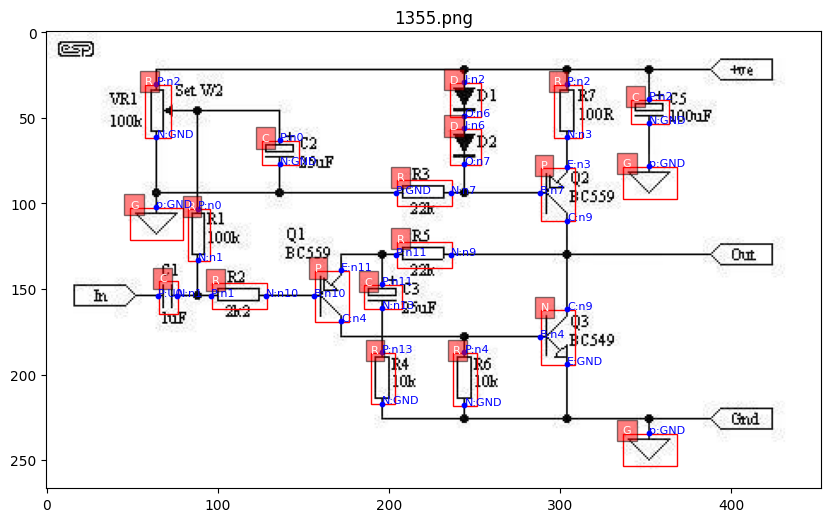 1355.png
esp
R P:n2
Set V/2
VR1
100k
N:GND
C P:n0
C2
25uF
N:GND
D I:n2
D1
O:n6
D I:n6
D2
O:n7
R P:n2
R7
100R
N:n3
C P:n2
C5
100uF
N:GND
+ve
G p:GND
G p:GND
R P:n0
R1
100k
N:n1
R P:GND
R3
N:n7
22k
P E:n3
Q2
B:n7
BC559
C:n9
Q1
BC559
P E:n11
B:n10
C:n4
R P:n11
R5
N:n9
22k
Out
In
C1
1uF
R P:n1
R2
N:n10
2k2
C P:n11
C3
25uF
N:n13
N C:n9
Q3
B:n4
BC549
E:GND
R P:n13
R4
10k
N:GND
R P:n4
R6
10k
N:GND
Gnd
G p:GND
0
50
100
150
200
250
0 100 200 300 400